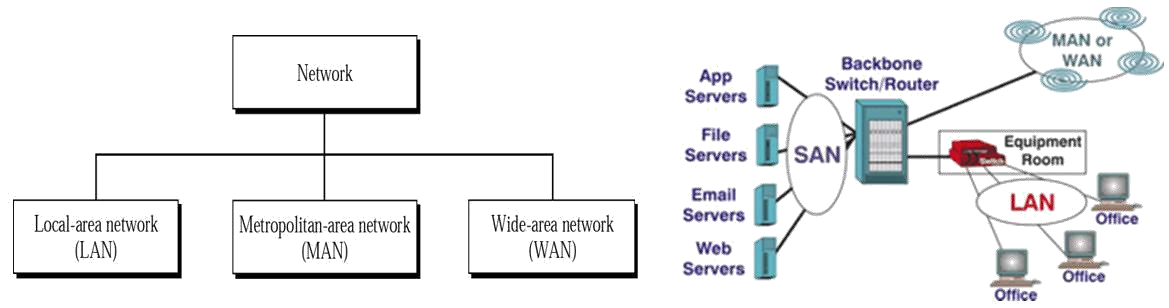 Network
Local-area network
(LAN)
Metropolitan-area network
(MAN)
Wide-area network
(WAN)
App
Servers
File
Servers
Email
Servers
Web
Servers
SAN
Backbone
Switch/Router
MAN or
WAN
Equipment
Room
Switch
LAN
Office
Office
Office